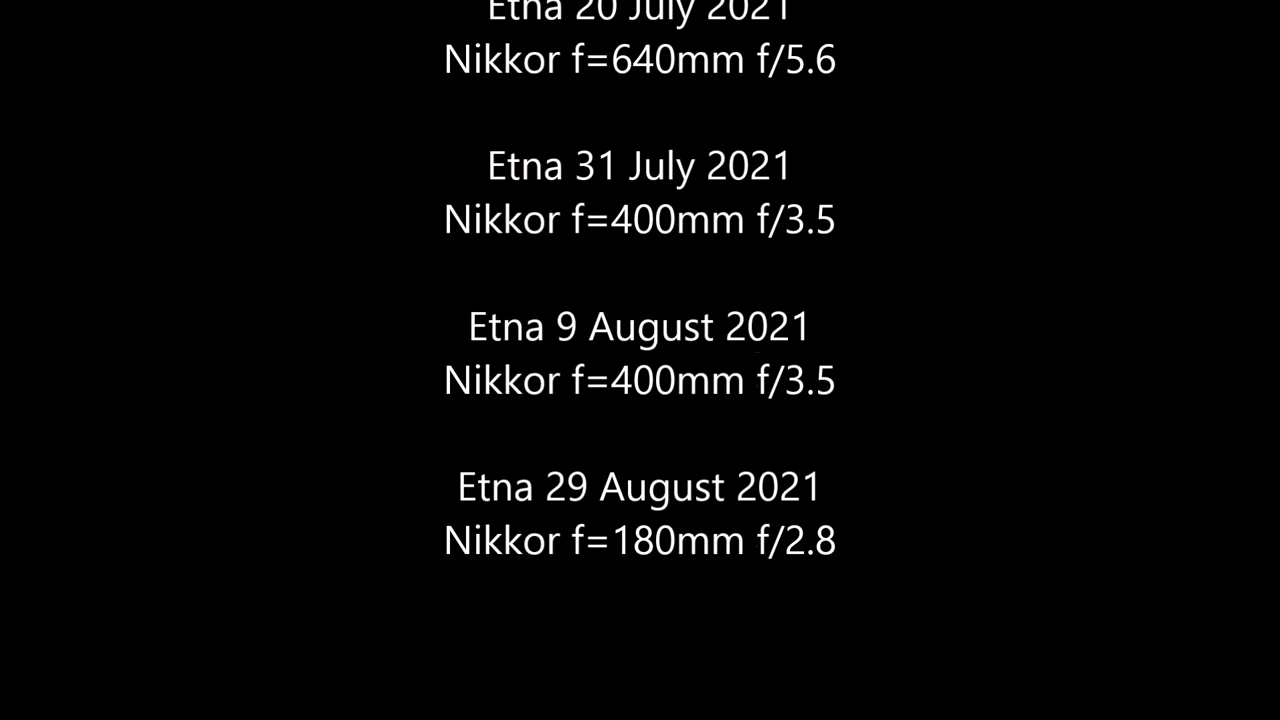 Etna 20 July 2021
Nikkor f=640mm f/5.6
Etna 31 July 2021
Nikkor f=400mm f/3.5
Etna 9 August 2021
Nikkor f=400mm f/3.5
Etna 29 August 2021
Nikkor f=180mm f/2.8